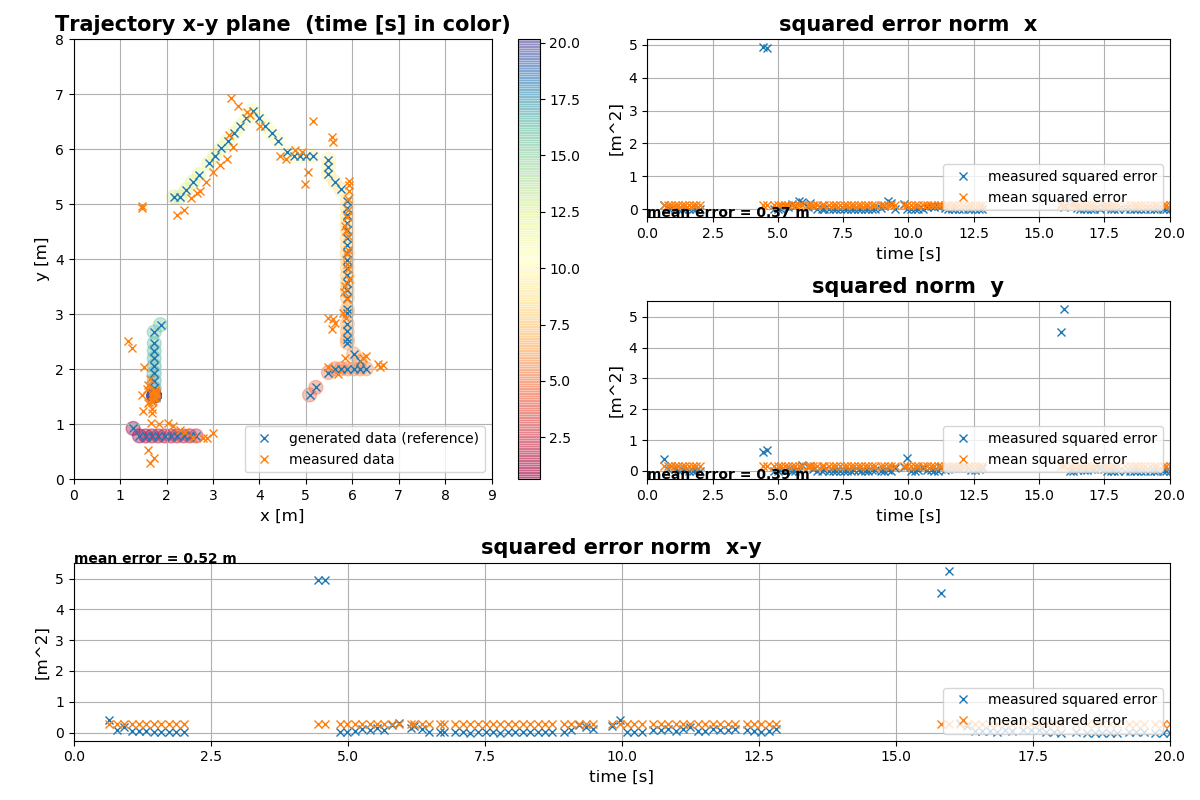 Trajectory x-y plane  (time [s] in color)
8
7
6
5
4
3
2
1
0
y [m]
0 1 2 3 4 5 6 7 8 9
x [m]
generated data (reference)
measured data
20.0
17.5
15.0
12.5
10.0
7.5
5.0
2.5
squared error norm  x
5
4
3
2
1
0
[m^2]
measured squared error
mean squared error
mean error = 0.37 m
0.0 2.5 5.0 7.5 10.0 12.5 15.0 17.5 20.0
time [s]
squared norm  y
5
4
3
2
1
0
[m^2]
measured squared error
mean squared error
mean error = 0.39 m
0.0 2.5 5.0 7.5 10.0 12.5 15.0 17.5 20.0
time [s]
squared error norm  x-y
mean error = 0.52 m
5
4
3
2
1
0
[m^2]
measured squared error
mean squared error
0.0 2.5 5.0 7.5 10.0 12.5 15.0 17.5 20.0
time [s]